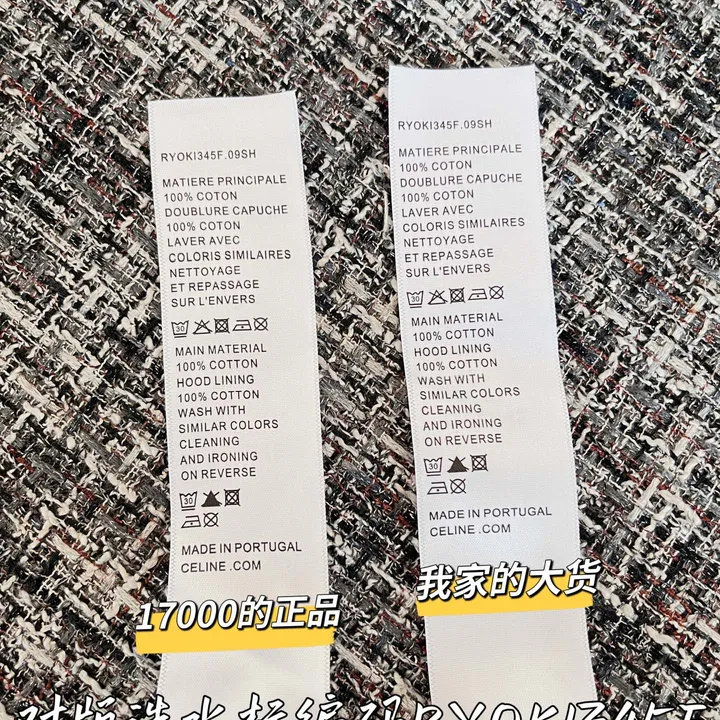 RYOKI345F.09SH
MATIERE PRINCIPALE
100% COTON
DOUBLURE CAPUCHE
100% COTON
LAVER AVEC
COLORIS SIMILAIRES
NETTOYAGE
ET REPASSAGE
SUR L'ENVERS
30
MAIN MATERIAL
100% COTTON
HOOD LINING
100% COTTON
WASH WITH
SIMILAR COLORS
CLEANING
AND IRONING
ON REVERSE
30
MADE IN PORTUGAL
CELINE .COM
17000的正品
RYOKI345F.09SH
MATIERE PRINCIPALE
100% COTON
DOUBLURE CAPUCHE
100% COTON
LAVER AVEC
COLORIS SIMILAIRES
NETTOYAGE
ET REPASSAGE
SUR L'ENVERS
30
MAIN MATERIAL
100% COTTON
HOOD LINING
100% COTTON
WASH WITH
SIMILAR COLORS
CLEANING
AND IRONING
ON REVERSE
30
MADE IN PORTUGAL
CELINE .COM
我家的大货